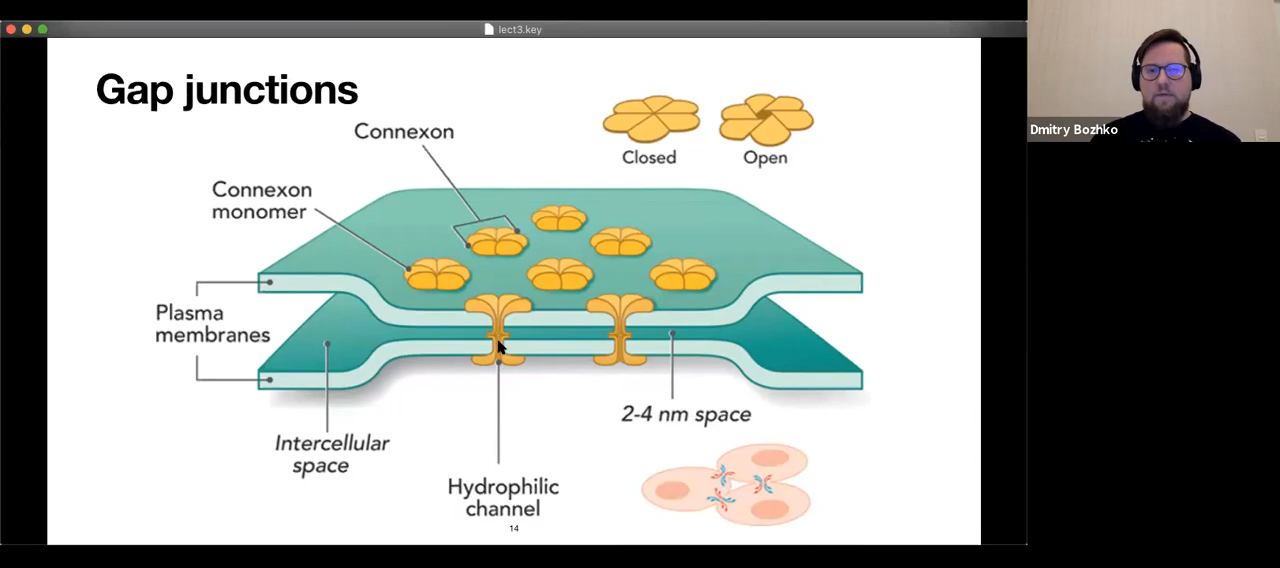 lect3.key
Gap junctions
Connexon
Closed
Open
Connexon
monomer
Plasma
membranes
2-4 nm space
Intercellular
space
Hydrophilic
channel
14
Dmitry Bozhko